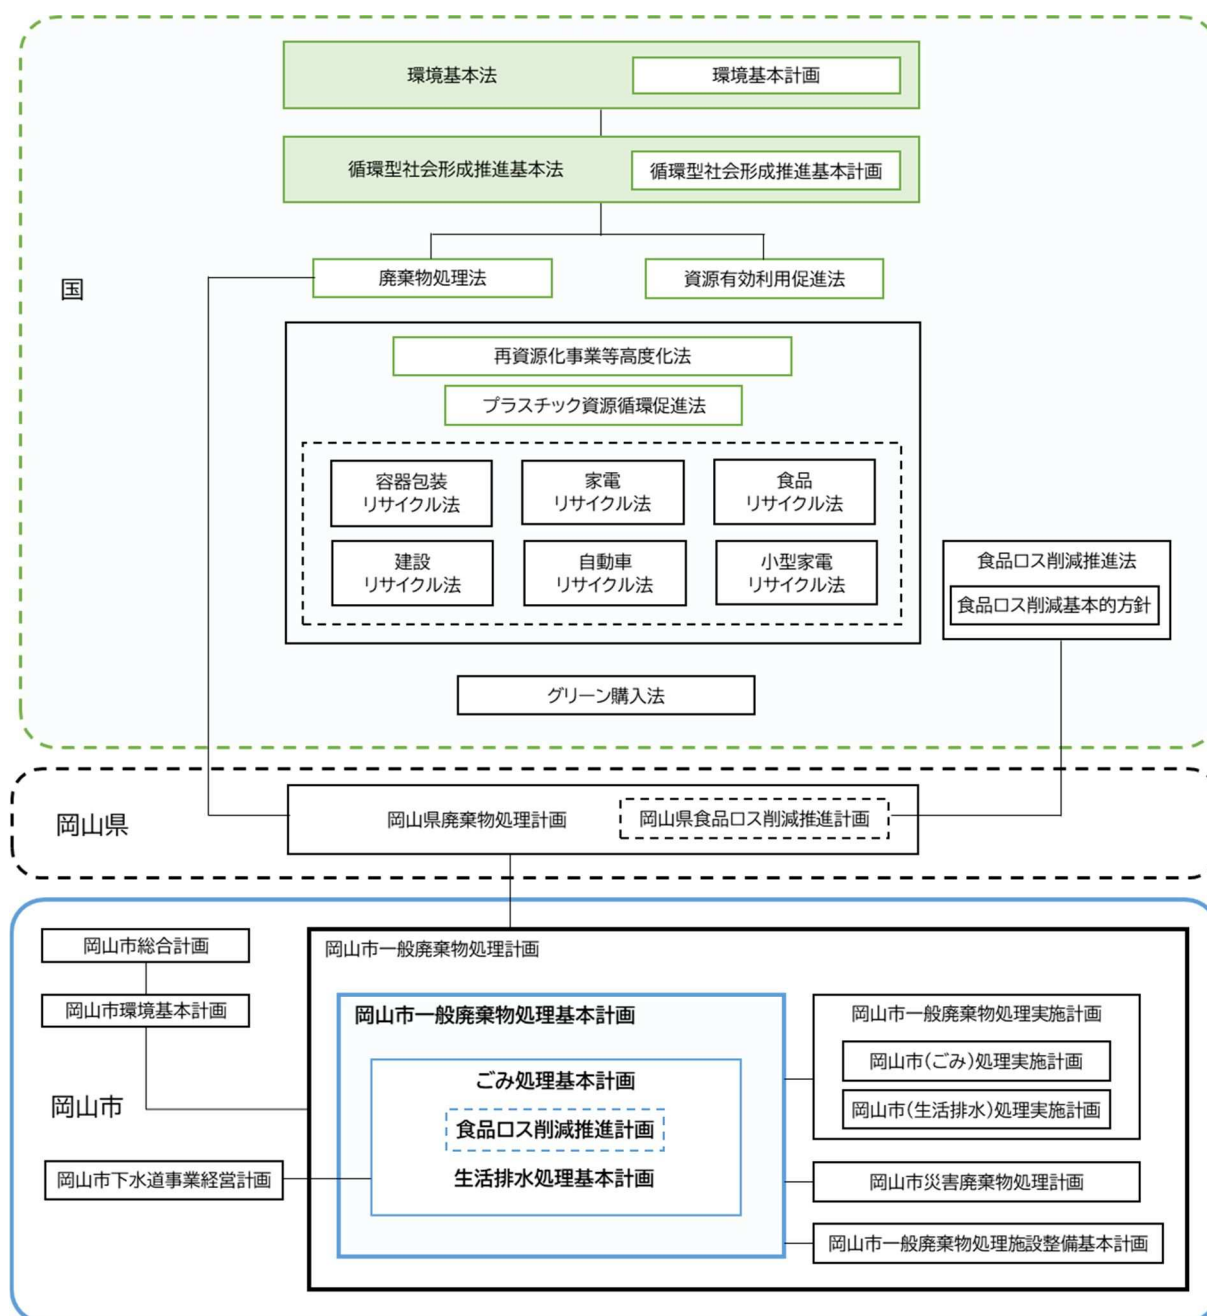 環境基本法
環境基本計画
循環型社会形成推進基本法
循環型社会形成推進基本計画
国
廃棄物処理法
資源有効利用促進法
再資源化事業等高度化法
プラスチック資源循環促進法
容器包装
リサイクル法
家電
リサイクル法
食品
リサイクル法
建設
リサイクル法
自動車
リサイクル法
小型家電
リサイクル法
食品ロス削減推進法
食品ロス削減基本的方針
グリーン購入法
岡山県
岡山県廃棄物処理計画
岡山県食品ロス削減推進計画
岡山市
岡山市総合計画
岡山市環境基本計画
岡山市下水道事業経営計画
岡山市一般廃棄物処理計画
岡山市一般廃棄物処理基本計画
ごみ処理基本計画
食品ロス削減推進計画
生活排水処理基本計画
岡山市一般廃棄物処理実施計画
岡山市(ごみ)処理実施計画
岡山市(生活排水)処理実施計画
岡山市災害廃棄物処理計画
岡山市一般廃棄物処理施設整備基本計画